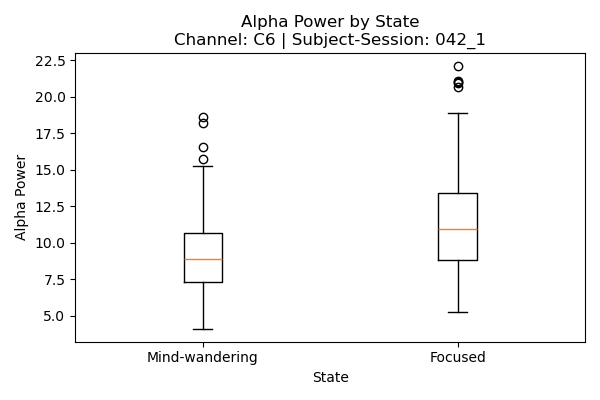 Alpha Power by State
Channel: C6 | Subject-Session: 042_1
22.5
20.0
17.5
15.0
12.5
10.0
7.5
5.0
Alpha Power
Mind-wandering
Focused
State